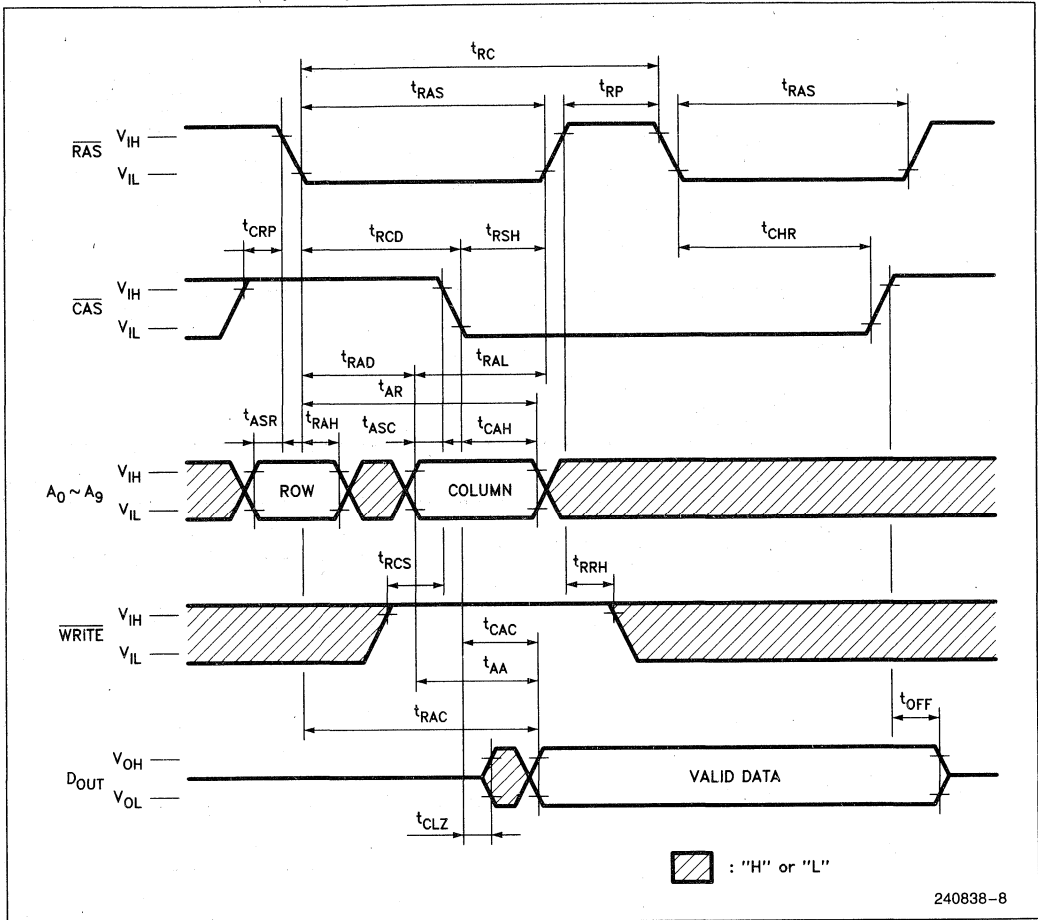 tRC
tRAS tRP tRAS
RAS VIH
VIL
tCRP tRCD tRSH tCHR
CAS VIH
VIL
tRAD tRAL
tAR
tASR tRAH tASC tCAH
A0 ~ A9 VIH
VIL
ROW COLUMN
tRCS tRRH
WRITE VIH
VIL
tCAC
tAA
tRAC tOFF
DOUT VOH
VOL
VALID DATA
tCLZ
: "H" or "L"
240838-8